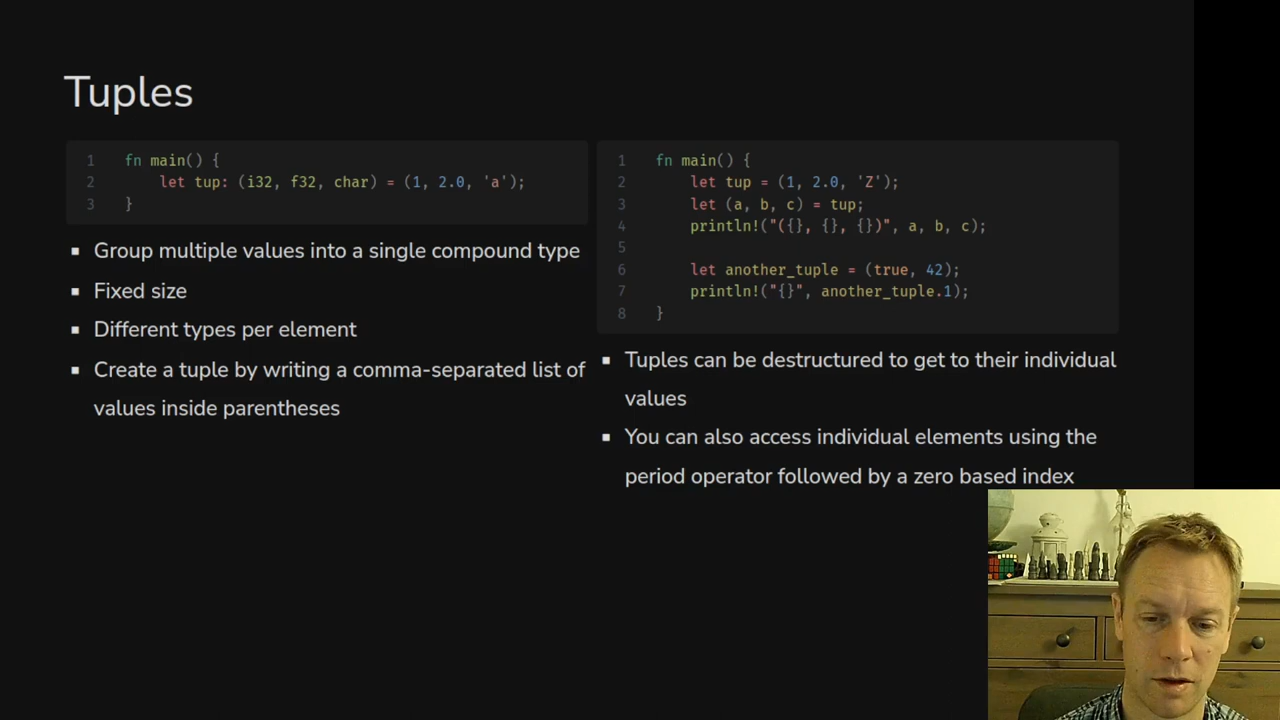 Tuples
1 fn main() {
2 let tup: (i32, f32, char) = (1, 2.0, 'a');
3 }
▪ Group multiple values into a single compound type
▪ Fixed size
▪ Different types per element
▪ Create a tuple by writing a comma-separated list of
values inside parentheses
1 fn main() {
2 let tup = (1, 2.0, 'Z');
3 let (a, b, c) = tup;
4 println!("({}, {}, {})", a, b, c);
5
6 let another_tuple = (true, 42);
7 println!("{}", another_tuple.1);
8 }
▪ Tuples can be destructured to get to their individual
values
▪ You can also access individual elements using the
period operator followed by a zero based index